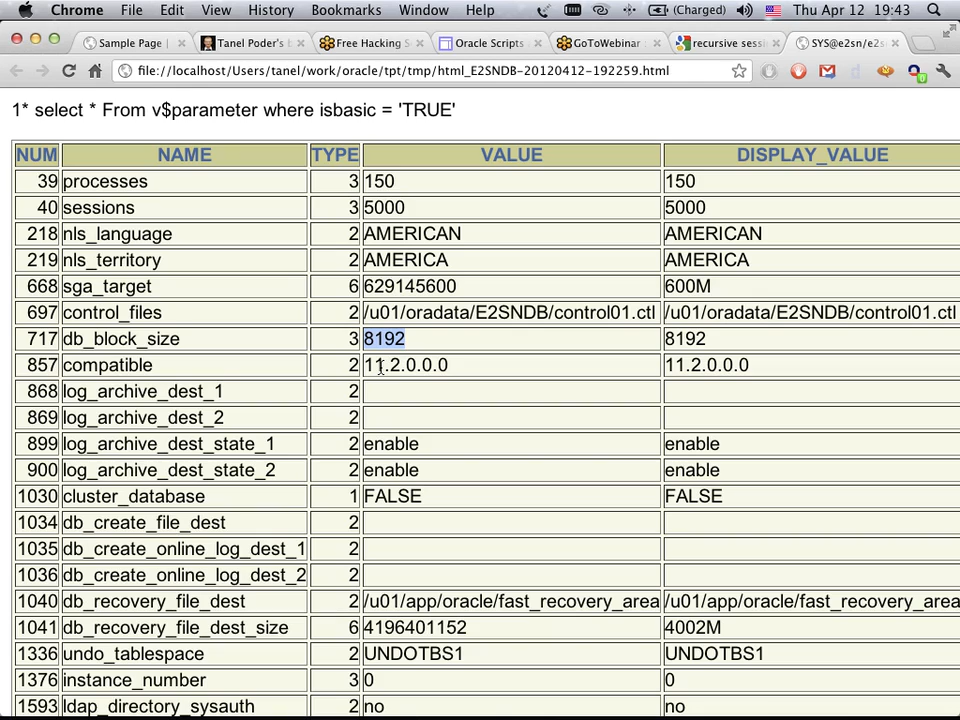 Chrome File Edit View History Bookmarks Window Help (Charged) Thu Apr 12 19:43
Sample Page | Tanel Poder's b Free Hacking S Oracle Scripts GoToWebinar recursive sessi SYS@e2sn/e2s
file://localhost/Users/tanel/work/oracle/tpt/tmp/html_E2SNDB-20120412-192259.html
1* select * From v$parameter where isbasic = 'TRUE'
NUM NAME TYPE VALUE DISPLAY_VALUE
39 processes 3 150 150
40 sessions 3 5000 5000
218 nls_language 2 AMERICAN AMERICAN
219 nls_territory 2 AMERICA AMERICA
668 sga_target 6 629145600 600M
697 control_files 2 /u01/oradata/E2SNDB/control01.ctl /u01/oradata/E2SNDB/control01.ctl
717 db_block_size 3 8192 8192
857 compatible 2 11.2.0.0.0 11.2.0.0.0
868 log_archive_dest_1 2
869 log_archive_dest_2 2
899 log_archive_dest_state_1 2 enable enable
900 log_archive_dest_state_2 2 enable enable
1030 cluster_database 1 FALSE FALSE
1034 db_create_file_dest 2
1035 db_create_online_log_dest_1 2
1036 db_create_online_log_dest_2 2
1040 db_recovery_file_dest 2 /u01/app/oracle/fast_recovery_area /u01/app/oracle/fast_recovery_area
1041 db_recovery_file_dest_size 6 4196401152 4002M
1336 undo_tablespace 2 UNDOTBS1 UNDOTBS1
1376 instance_number 3 0 0
1593 ldap_directory_sysauth 2 no no